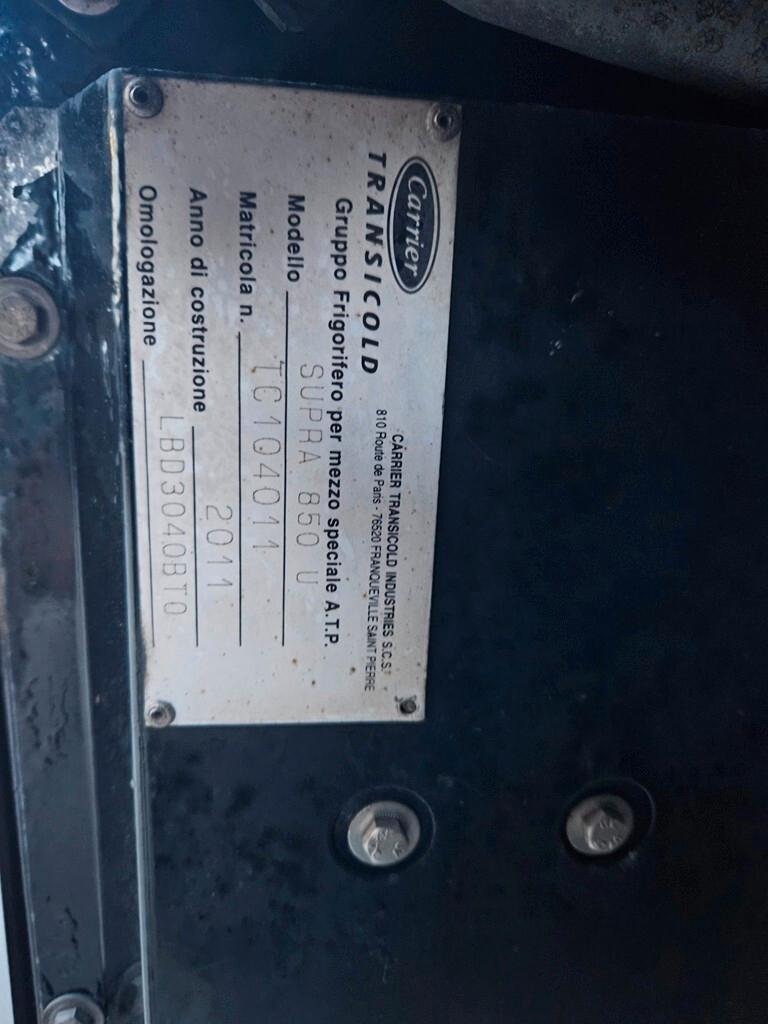 Carrier
TRANSICOLD
CARRIER TRANSICOLD INDUSTRIES S.C.S.
810 Route de Paris - 76520 FRANQUEVILLE SAINT PIERRE
Gruppo Frigorifero per mezzo speciale A.T.P.
Modello SUPRA 850 U
Matricola n. TC104011
Anno di costruzione 2011
Omologazione LBD3040BT0